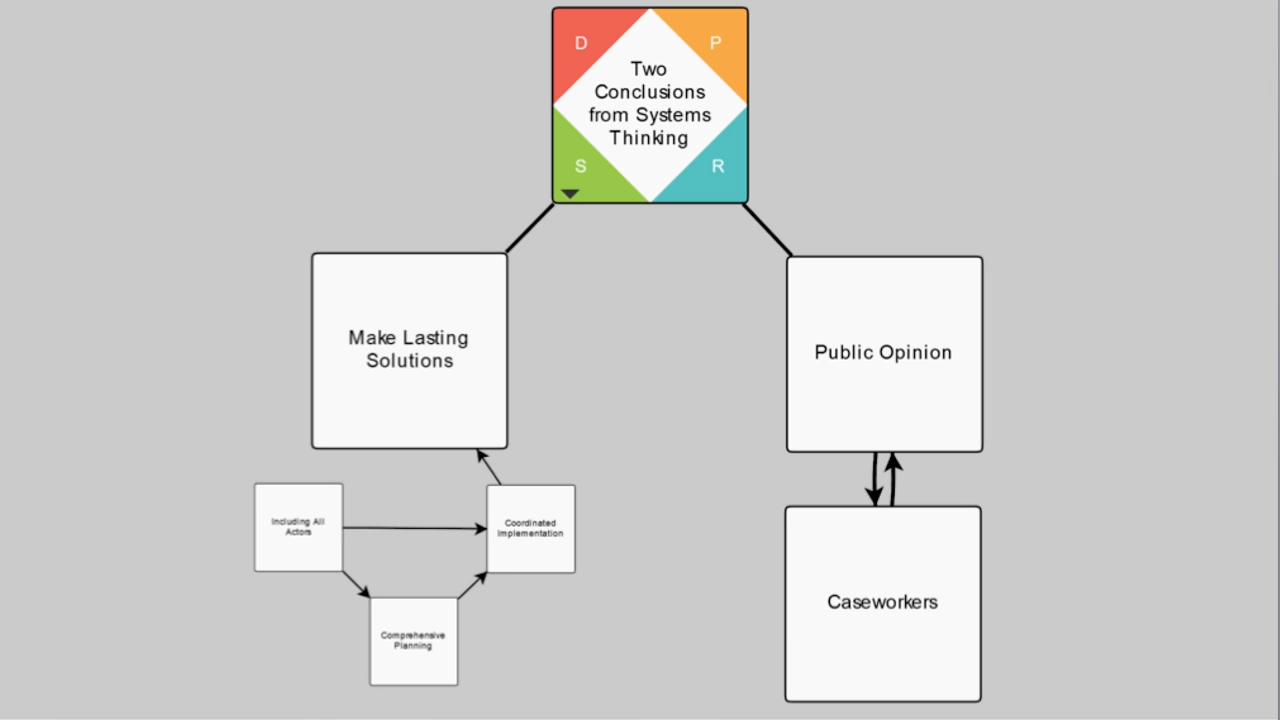 D
P
Two
Conclusions
from Systems
Thinking
S
R
Make Lasting
Solutions
Public Opinion
Including All
Actors
Coordinated
Implementation
Comprehensive
Planning
Caseworkers